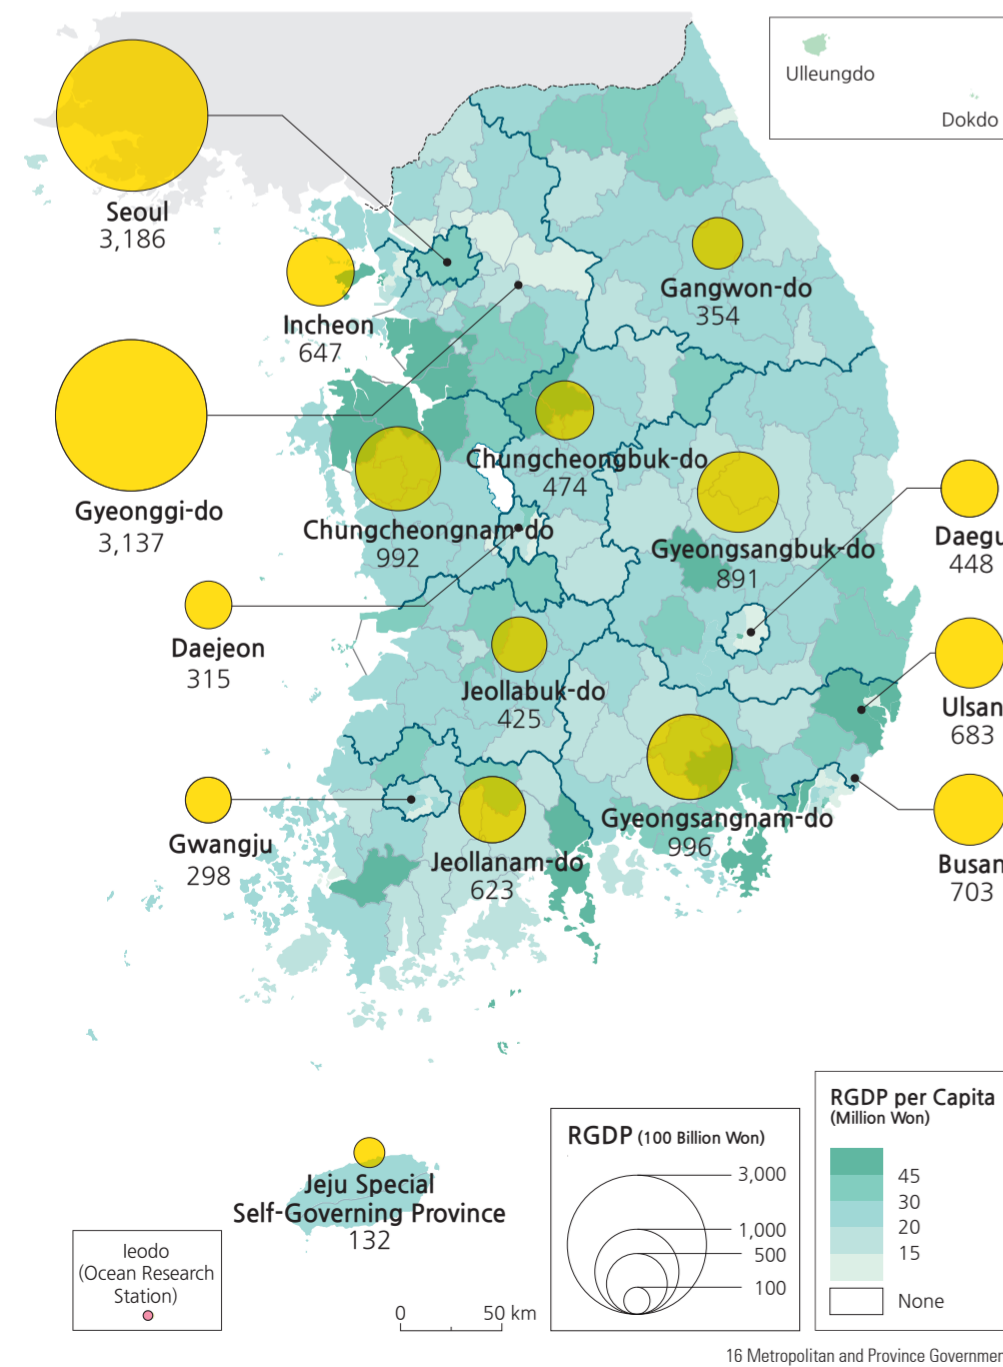 Ulleungdo
Dokdo
Seoul
3,186
Incheon
647
Gangwon-do
354
Gyeonggi-do
3,137
Chungcheongbuk-do
474
Chungcheongnam-do
992
Gyeongsangbuk-do
891
Daegu
448
Daejeon
315
Jeollabuk-do
425
Ulsan
683
Gwangju
298
Jeollanam-do
623
Gyeongsangnam-do
996
Busan
703
Jeju Special
Self-Governing Province
132
Ieodo
(Ocean Research
Station)
0 50 km
RGDP (100 Billion Won)
3,000
1,000
500
100
RGDP per Capita
(Million Won)
45
30
20
15
None
16 Metropolitan and Province Governmen